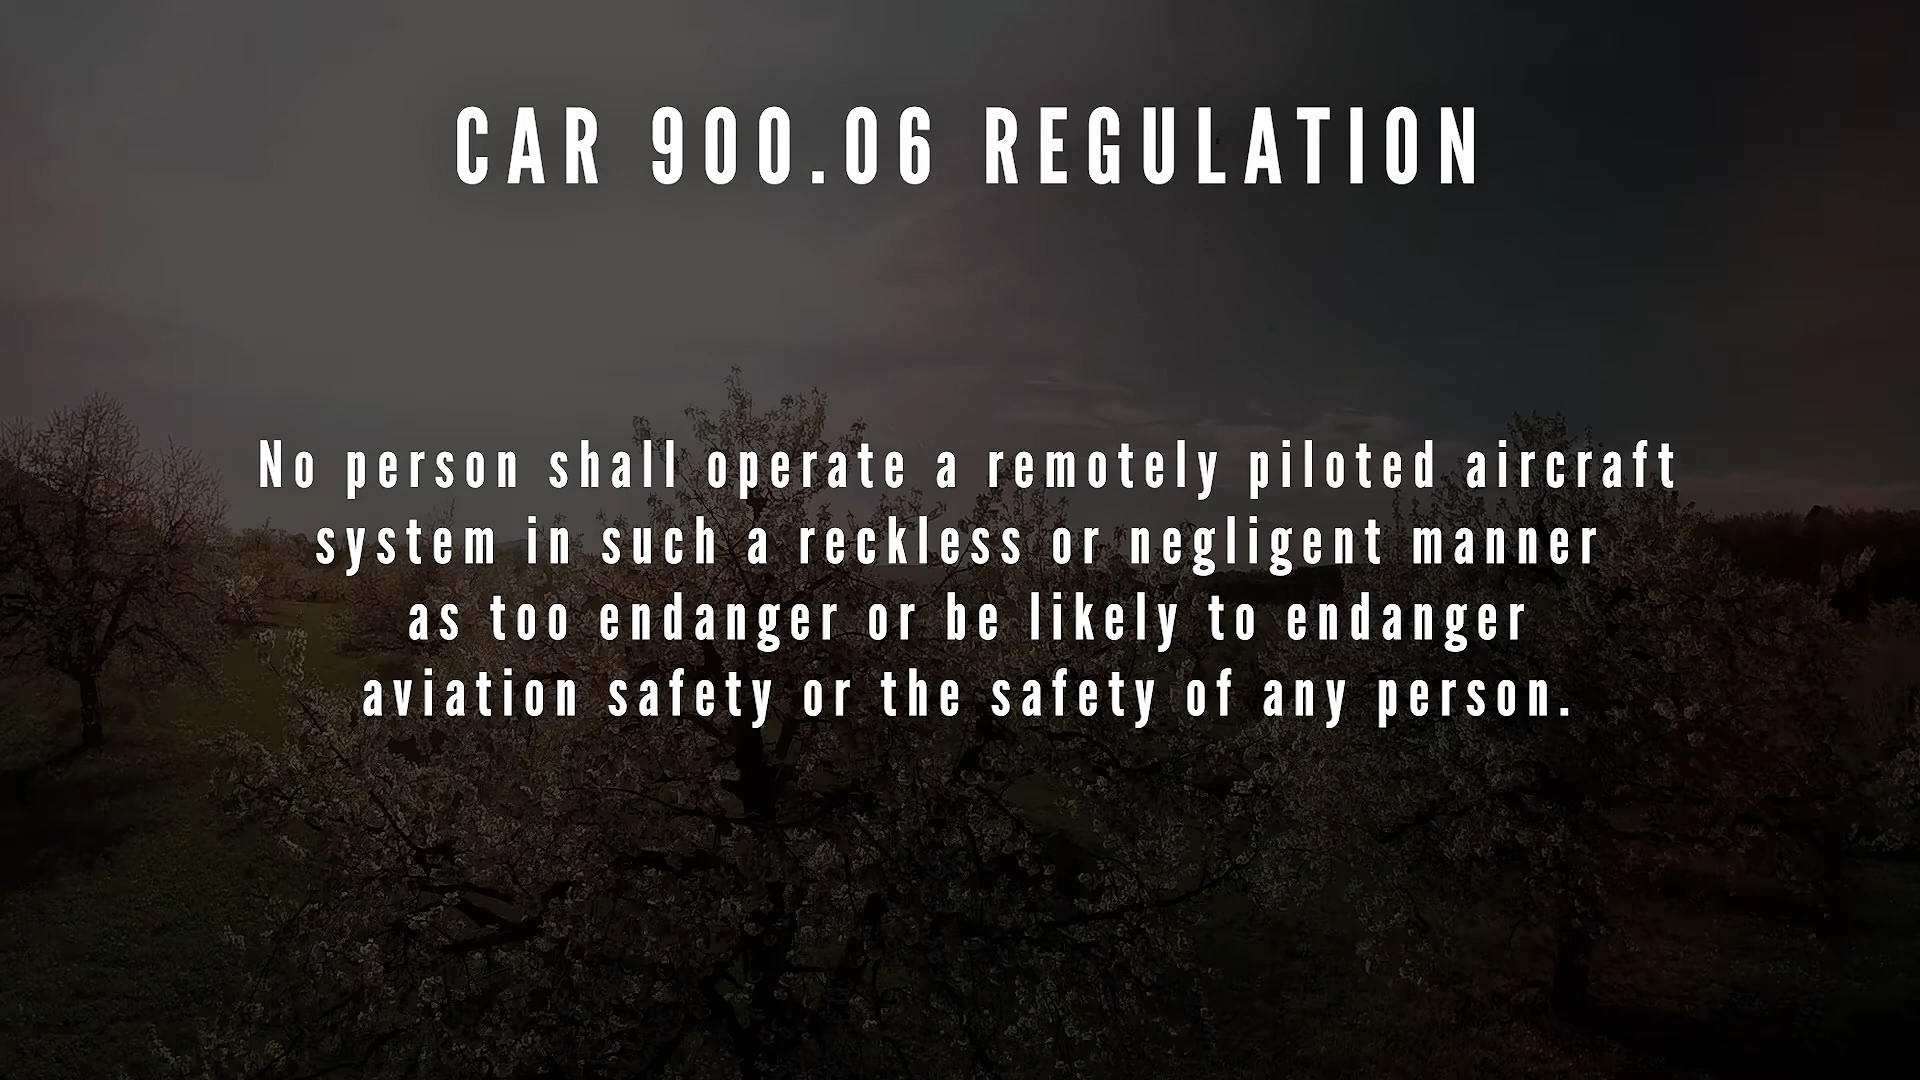 CAR 900.06 REGULATION
No person shall operate a remotely piloted aircraft
system in such a reckless or negligent manner
as too endanger or be likely to endanger
aviation safety or the safety of any person.